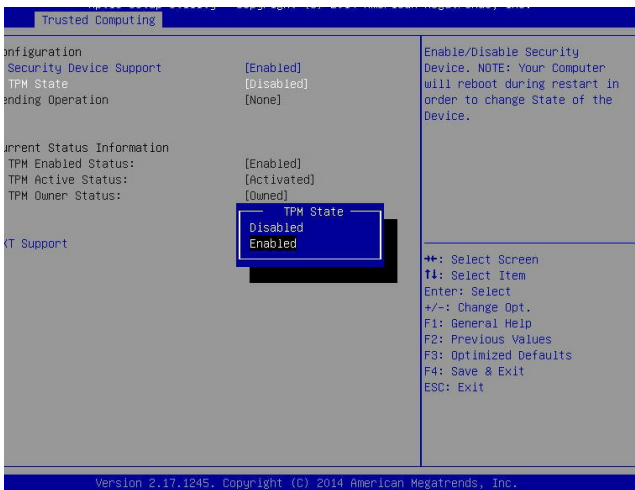 Trusted Computing
onfiguration
Security Device Support [Enabled]
TPM State [Disabled]
ending Operation [None]
urrent Status Information
TPM Enabled Status: [Enabled]
TPM Active Status: [Activated]
TPM Owner Status: [Owned]
XT Support
TPM State
Disabled
Enabled
Enable/Disable Security
Device. NOTE: Your Computer
will reboot during restart in
order to change State of the
Device.
→←: Select Screen
↑↓: Select Item
Enter: Select
+/-: Change Opt.
F1: General Help
F2: Previous Values
F3: Optimized Defaults
F4: Save & Exit
ESC: Exit
Version 2.17.1245. Copyright (C) 2014 American Megatrends, Inc.